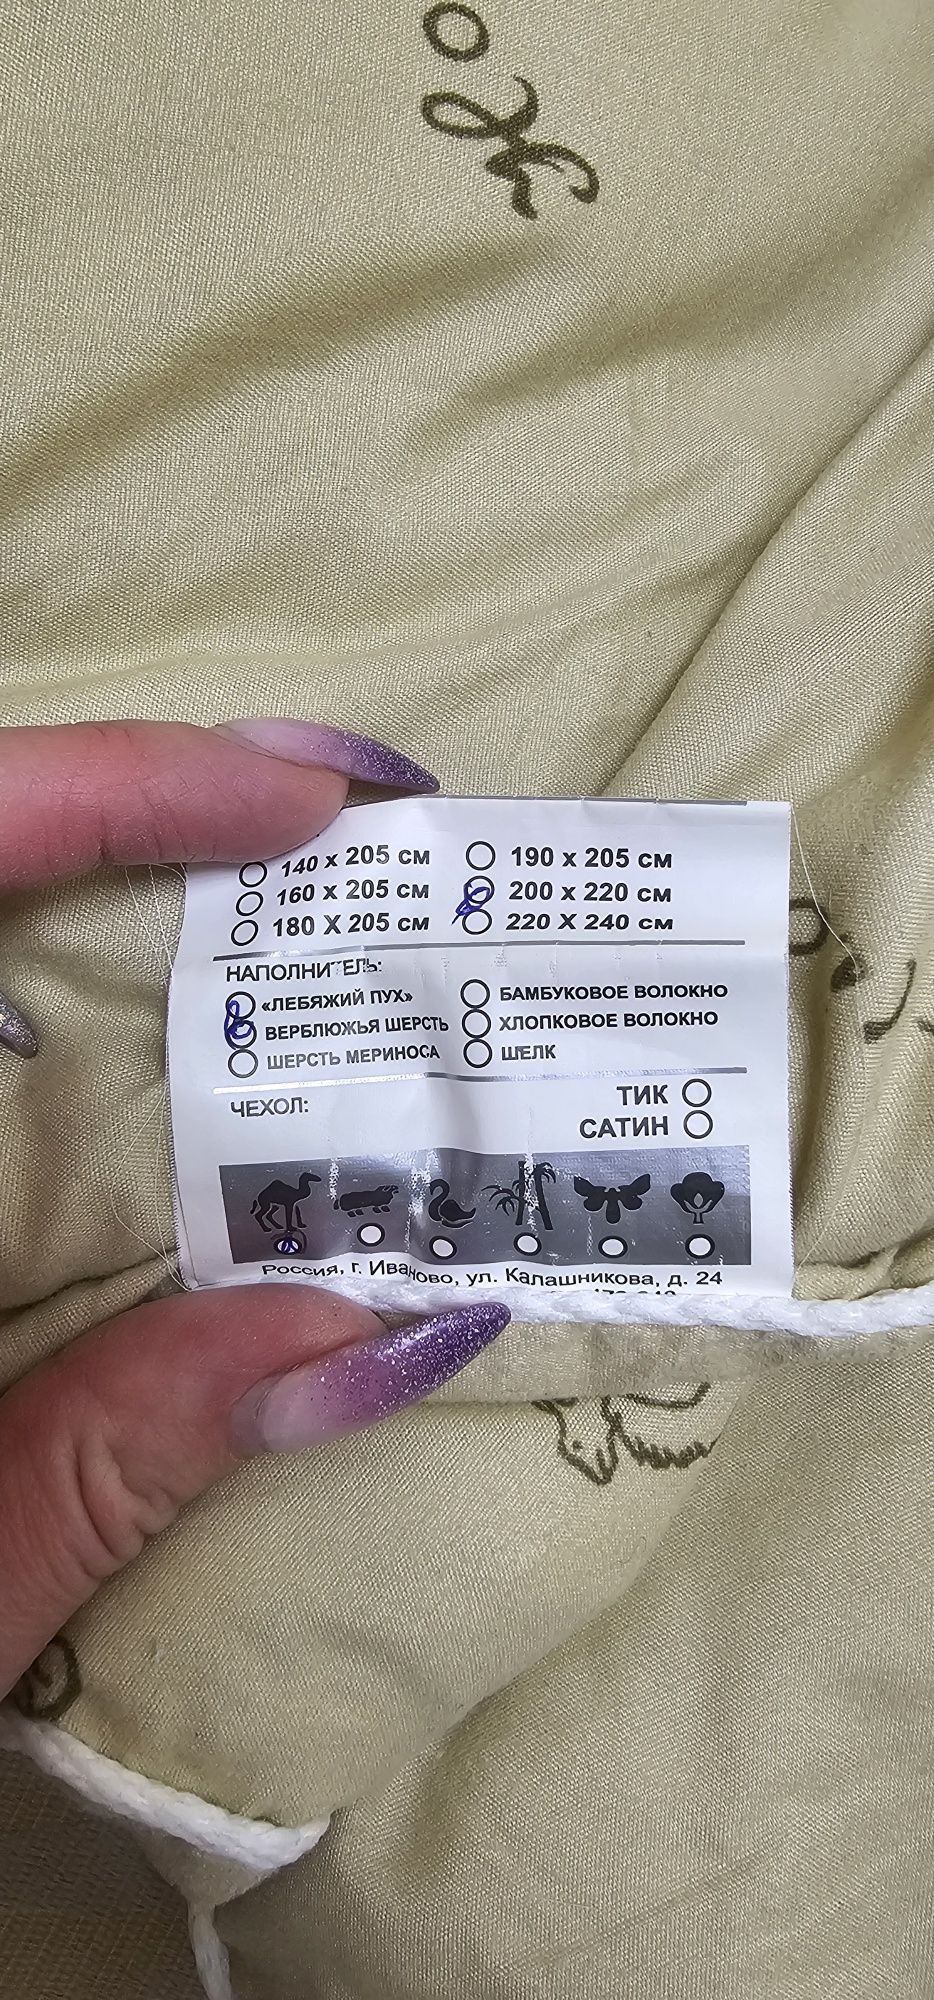 140 х 205 см
190 х 205 см
160 х 205 см
200 х 220 см
180 Х 205 см
220 Х 240 см
НАПОЛНИТЕЛЬ:
«ЛЕБЯЖИЙ ПУХ»
БАМБУКОВОЕ ВОЛОКНО
ВЕРБЛЮЖЬЯ ШЕРСТЬ
ХЛОПКОВОЕ ВОЛОКНО
ШЕРСТЬ МЕРИНОСА
ШЕЛК
ЧЕХОЛ:
ТИК
САТИН
Россия, г. Иваново, ул. Калашникова, д. 24